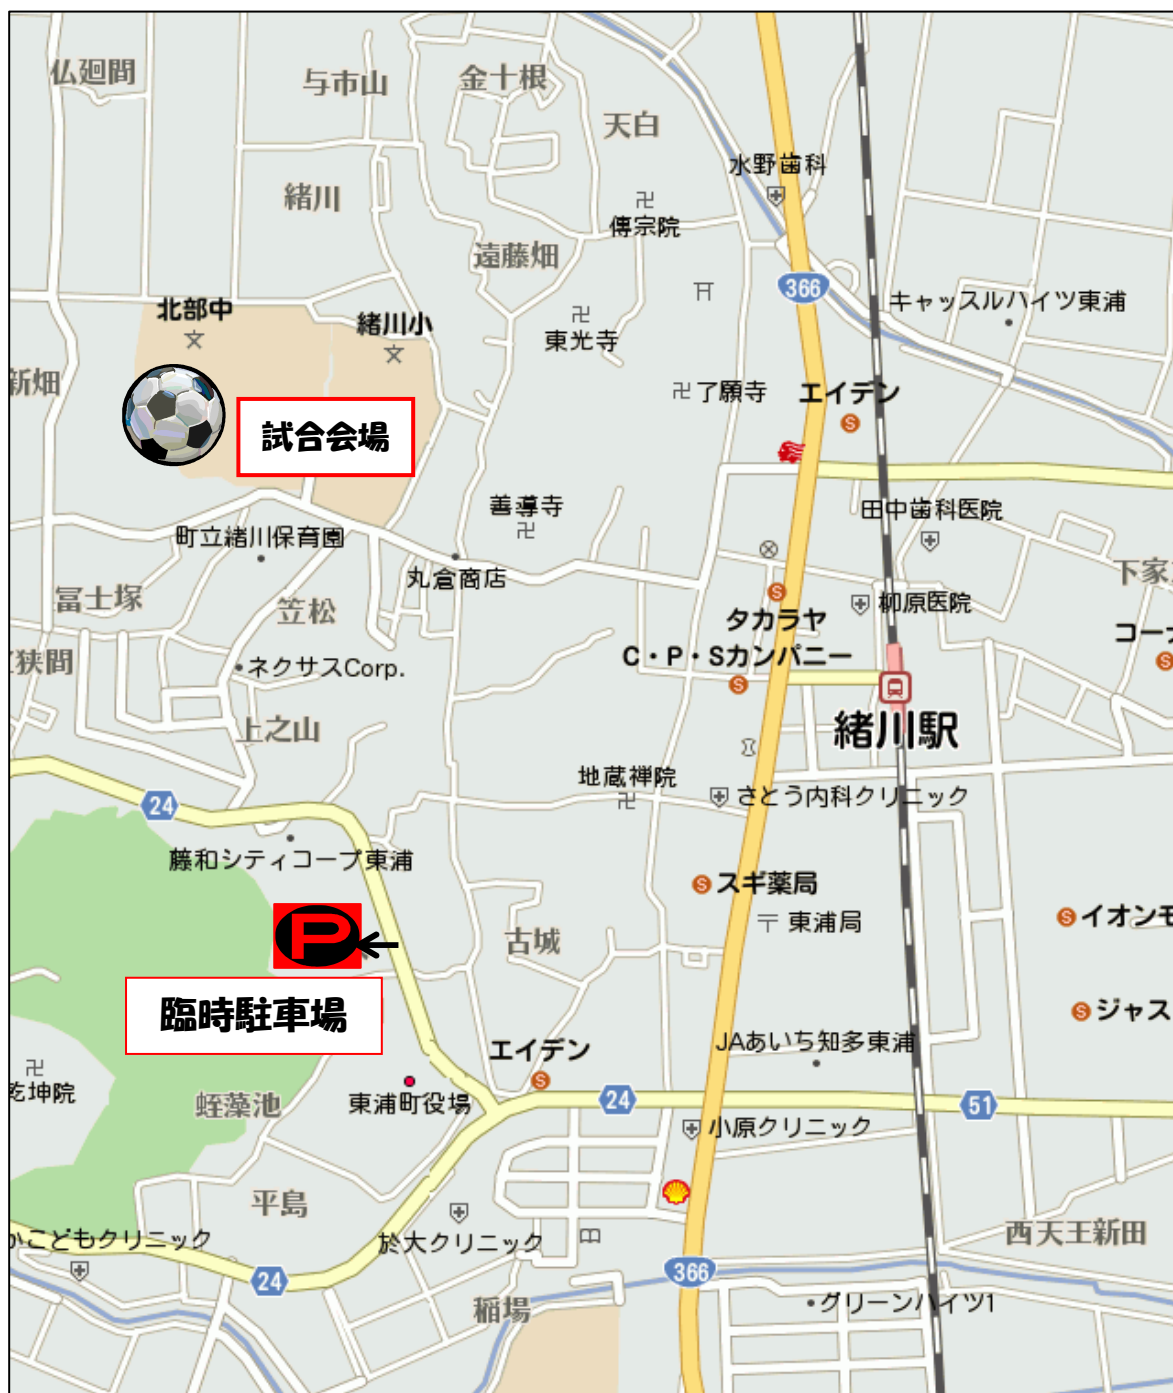 仏廻間
与市山
金十根
天白
水野歯科
緒川
傳宗院
遠藤畑
366
北部中
緒川小
東光寺
キャッスルハイツ東浦
新畑
了願寺
エイデン
試合会場
善導寺
田中歯科医院
町立緒川保育園
丸倉商店
下家
冨士塚
笠松
柳原医院
タカラヤ
コー
狭間
ネクサスCorp.
C・P・Sカンパニー
上之山
緒川駅
地蔵禅院
さとう内科クリニック
24
藤和シティコープ東浦
スギ薬局
東浦局
イオンモ
P
古城
臨時駐車場
ジャス
エイデン
JAあいち知多東浦
乾坤院
蛭藻池
東浦町役場
24
51
小原クリニック
平島
かこどもクリニック
於大クリニック
西天王新田
24
366
稲場
グリーンハイツ1